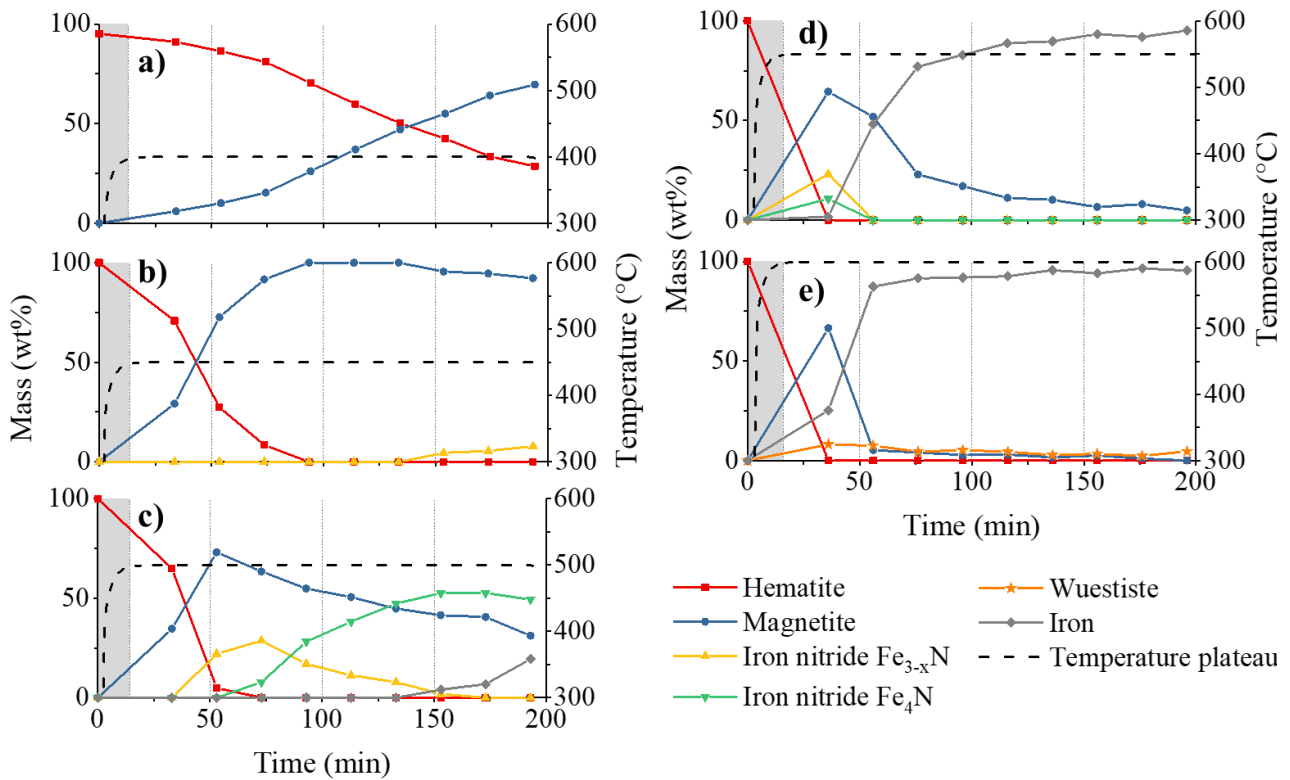 100
50
0
a)
600
500
400
300
100
50
0
b)
600
500
400
300
100
50
0
c)
600
500
400
300
0
50
100
150
200
Time (min)
Mass (wt%)
Temperature (°C)
100
50
0
d)
600
500
400
300
100
50
0
e)
600
500
400
300
0
50
100
150
200
Time (min)
Mass (wt%)
Temperature (°C)
Hematite
Magnetite
Iron nitride Fe3-xN
Iron nitride Fe4N
Wuestiste
Iron
Temperature plateau